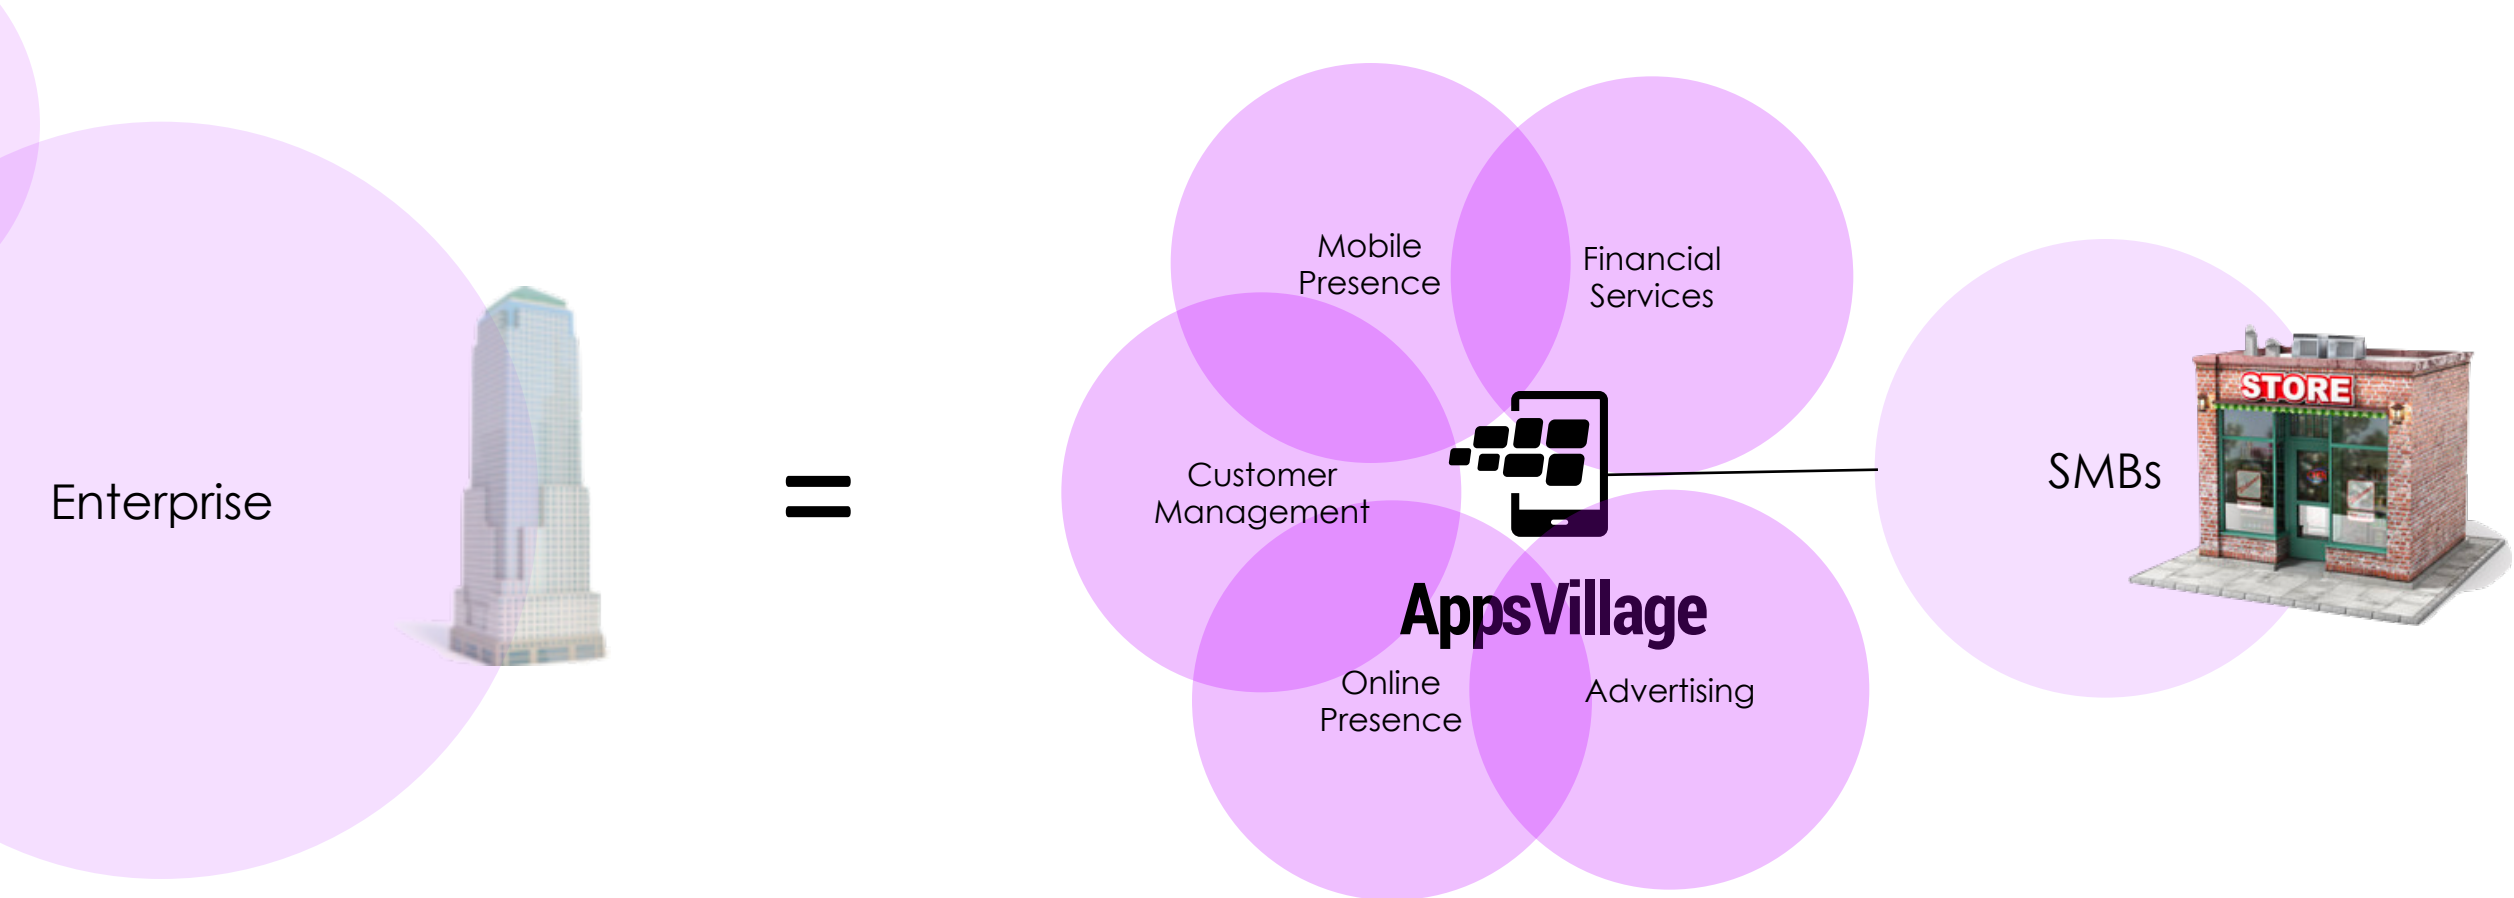 Enterprise
=
Mobile
Presence
Financial
Services
Customer
Management
AppsVillage
Online
Presence
Advertising
SMBs
STORE